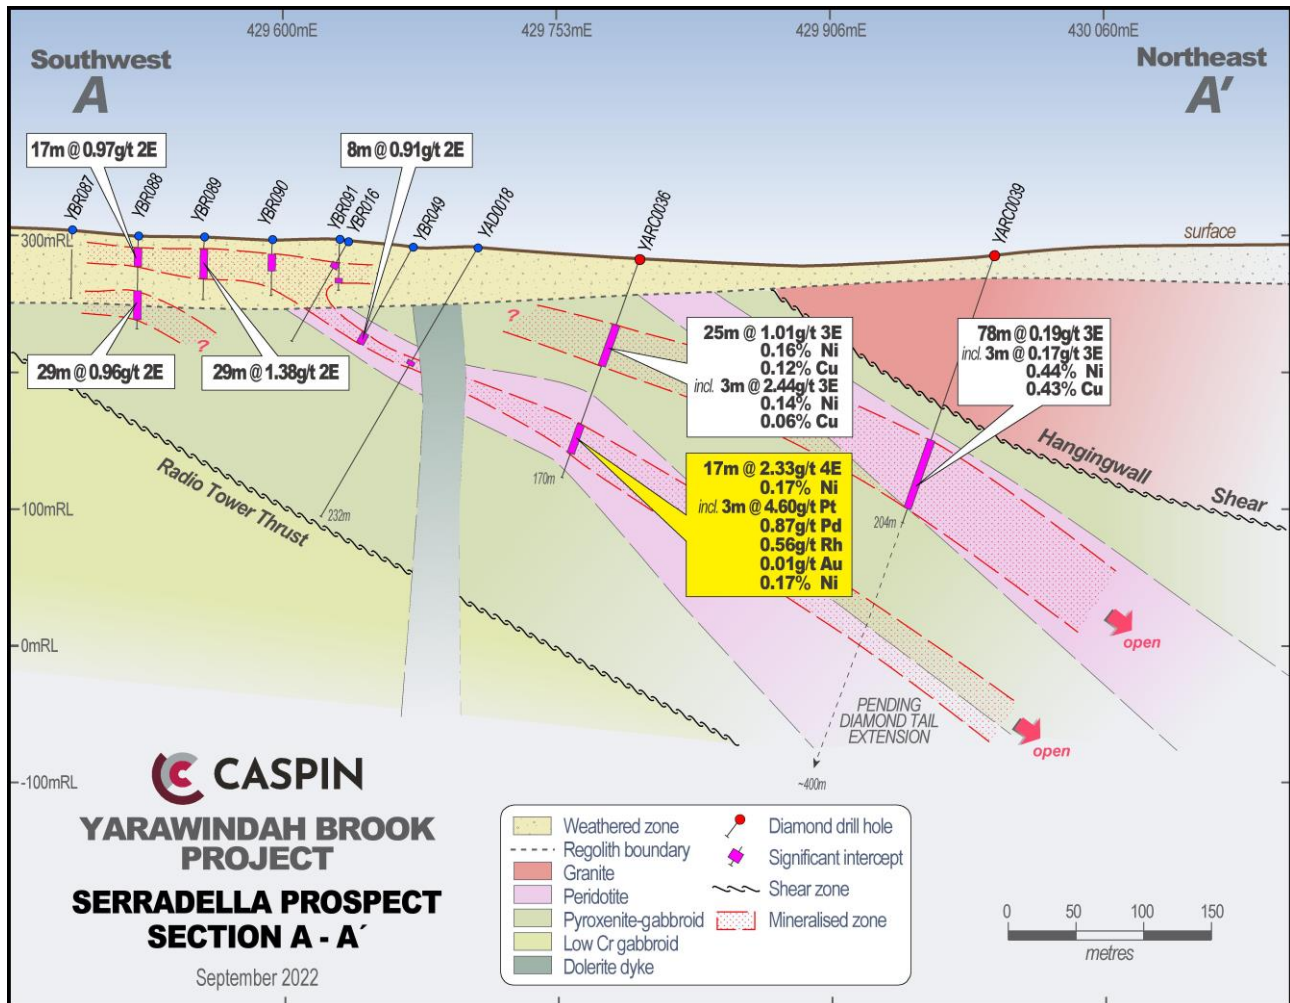 429 600mE
429 753mE
429 906mE
430 060mE
Southwest
A
Northeast
A′
17m @ 0.97g/t 2E
8m @ 0.91g/t 2E
YBR087
YBR088
YBR089
YBR090
YBR091
YBR016
YBR049
YAD0018
YARC0036
YARC0039
300mRL
surface
29m @ 0.96g/t 2E
?
29m @ 1.38g/t 2E
?
25m @ 1.01g/t 3E
0.16% Ni
0.12% Cu
incl. 3m @ 2.44g/t 3E
0.14% Ni
0.06% Cu
78m @ 0.19g/t 3E
incl. 3m @ 0.17g/t 3E
0.44% Ni
0.43% Cu
Hangingwall
Shear
17m @ 2.33g/t 4E
0.17% Ni
incl. 3m @ 4.60g/t Pt
0.87g/t Pd
0.56g/t Rh
0.01g/t Au
0.17% Ni
Radio Tower Thrust
170m
232m
204m
100mRL
0mRL
open
PENDING
DIAMOND TAIL
EXTENSION
open
~400m
-100mRL
CASPIN
YARAWINDAH BROOK
PROJECT
SERRADELLA PROSPECT
SECTION A - A´
September 2022
Weathered zone
Regolith boundary
Granite
Peridotite
Pyroxenite-gabbroid
Low Cr gabbroid
Dolerite dyke
Diamond drill hole
Significant intercept
Shear zone
Mineralised zone
0 50 100 150
metres